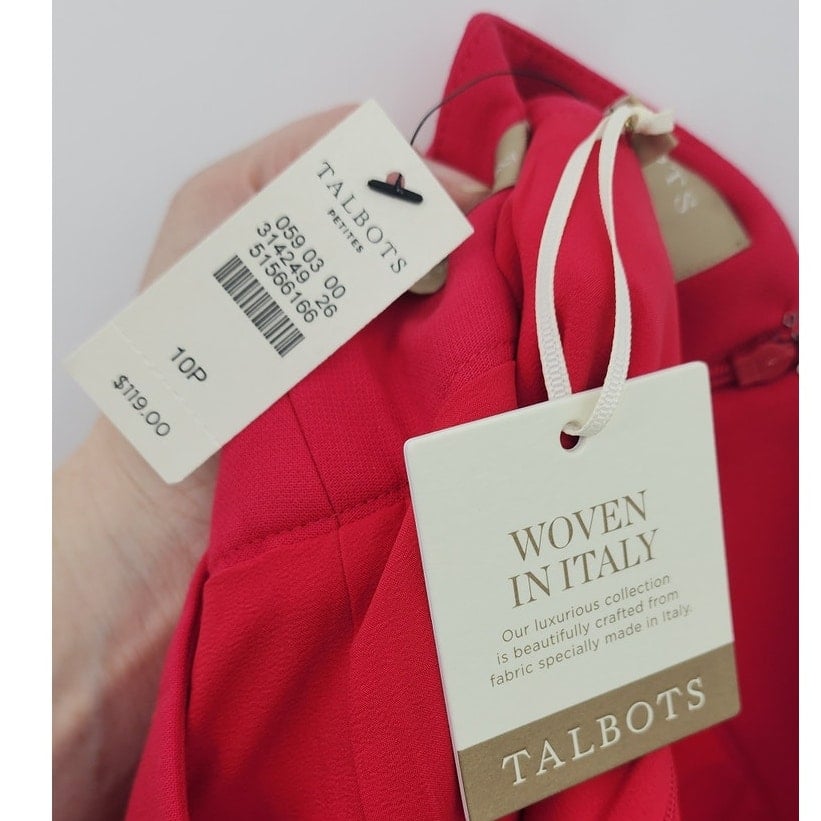 TALBOTS
PETITES
059 03 00
314249 26
51566166
10P
$119.00
WOVEN
IN ITALY
Our luxurious collection
is beautifully crafted from
fabric specially made in Italy.
TALBOTS